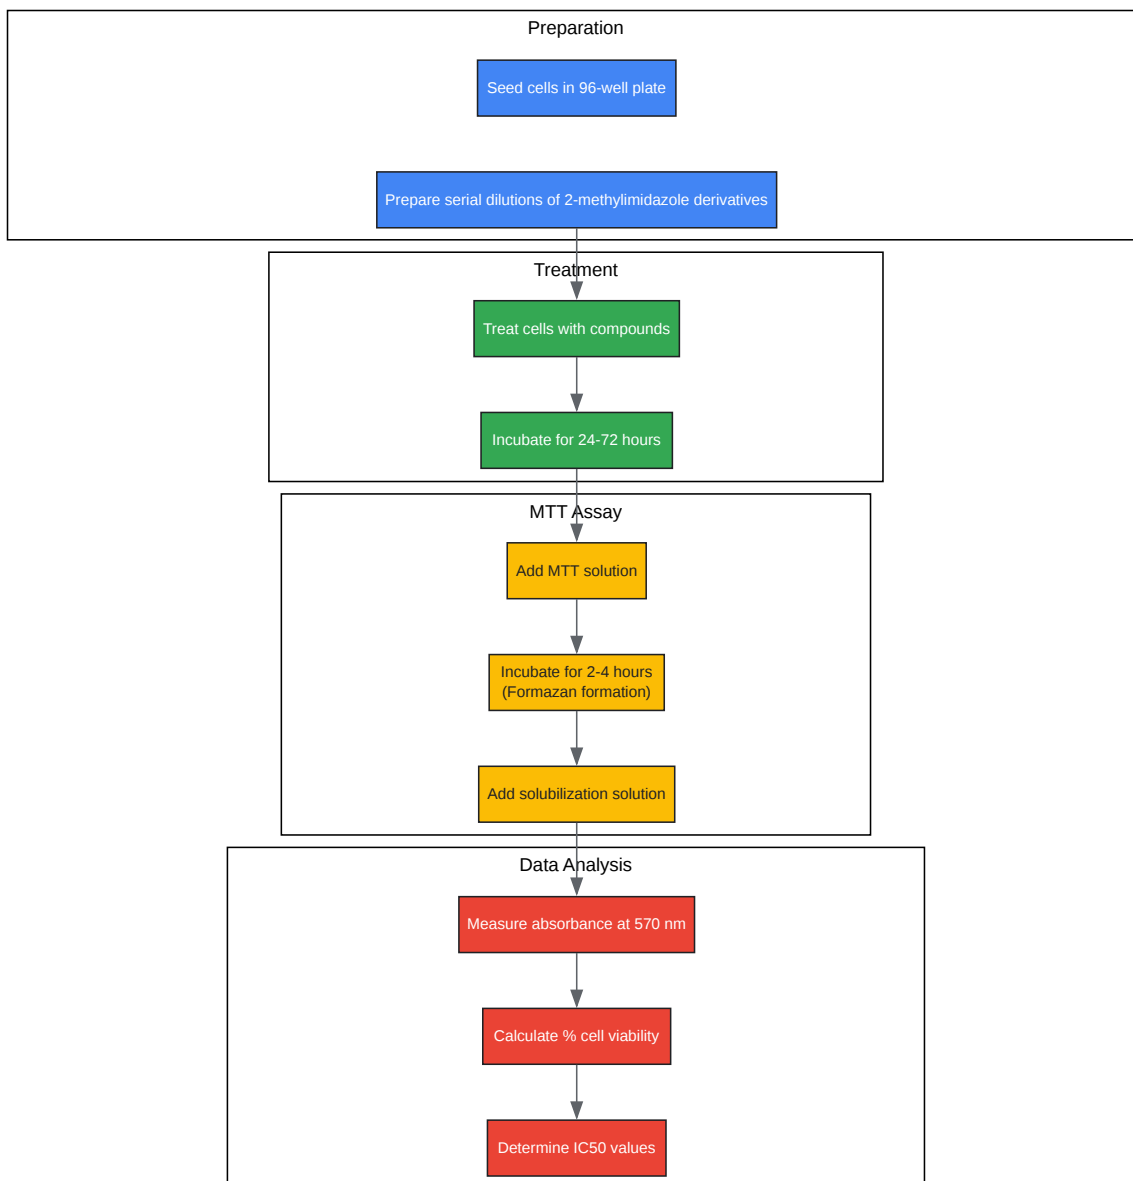 Preparation
Seed cells in 96-well plate
Prepare serial dilutions of 2-methylimidazole derivatives
Treatment
Treat cells with compounds
Incubate for 24-72 hours
MTT Assay
Add MTT solution
Incubate for 2-4 hours
(Formazan formation)
Add solubilization solution
Data Analysis
Measure absorbance at 570 nm
Calculate % cell viability
Determine IC50 values